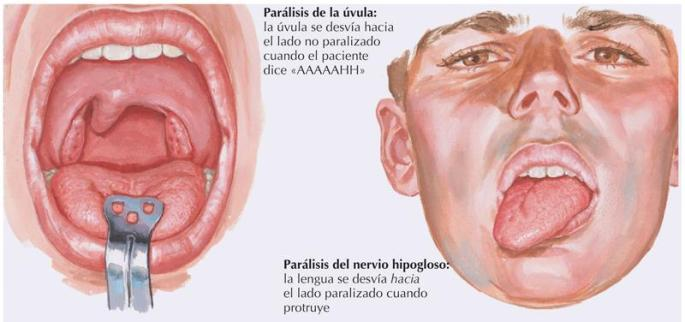 Parálisis de la úvula:
la úvula se desvía hacia
el lado no paralizado
cuando el paciente
dice «AAAAAHH»
Parálisis del nervio hipogloso:
la lengua se desvía hacia
el lado paralizado cuando
protruye